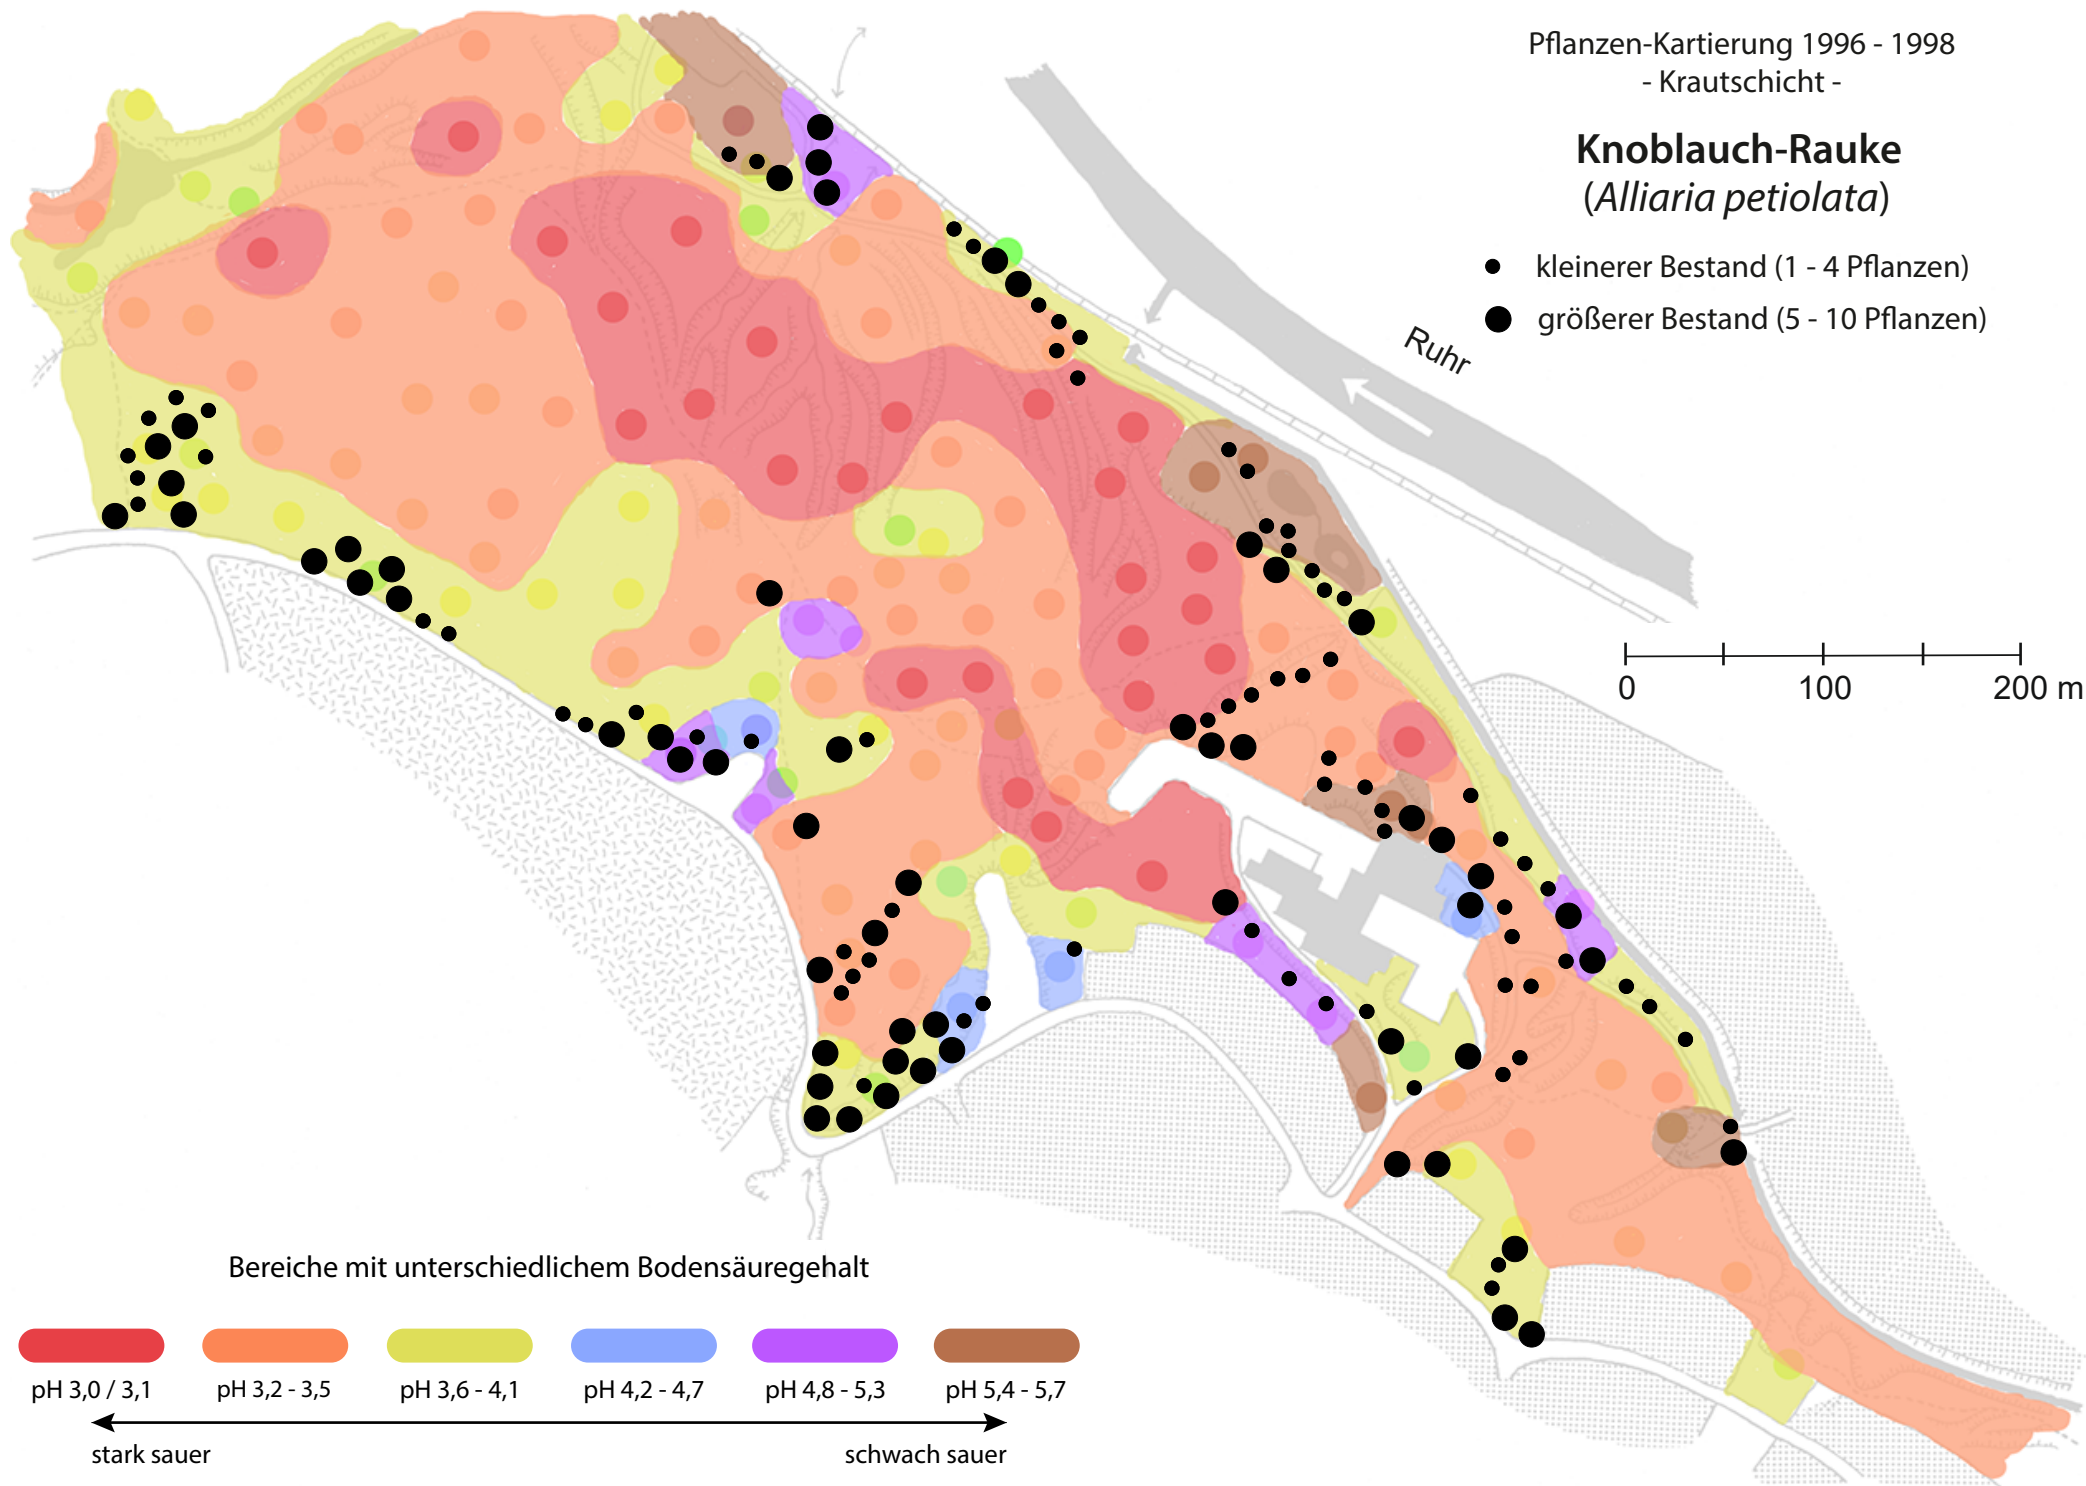 Pflanzen-Kartierung 1996 - 1998
- Krautschicht -
Knoblauch-Rauke
(Alliaria petiolata)
kleinerer Bestand (1 - 4 Pflanzen)
größerer Bestand (5 - 10 Pflanzen)
Ruhr
0 100 200 m
Bereiche mit unterschiedlichem Bodensäuregehalt
pH 3,0 / 3,1 pH 3,2 - 3,5 pH 3,6 - 4,1 pH 4,2 - 4,7 pH 4,8 - 5,3 pH 5,4 - 5,7
stark sauer schwach sauer